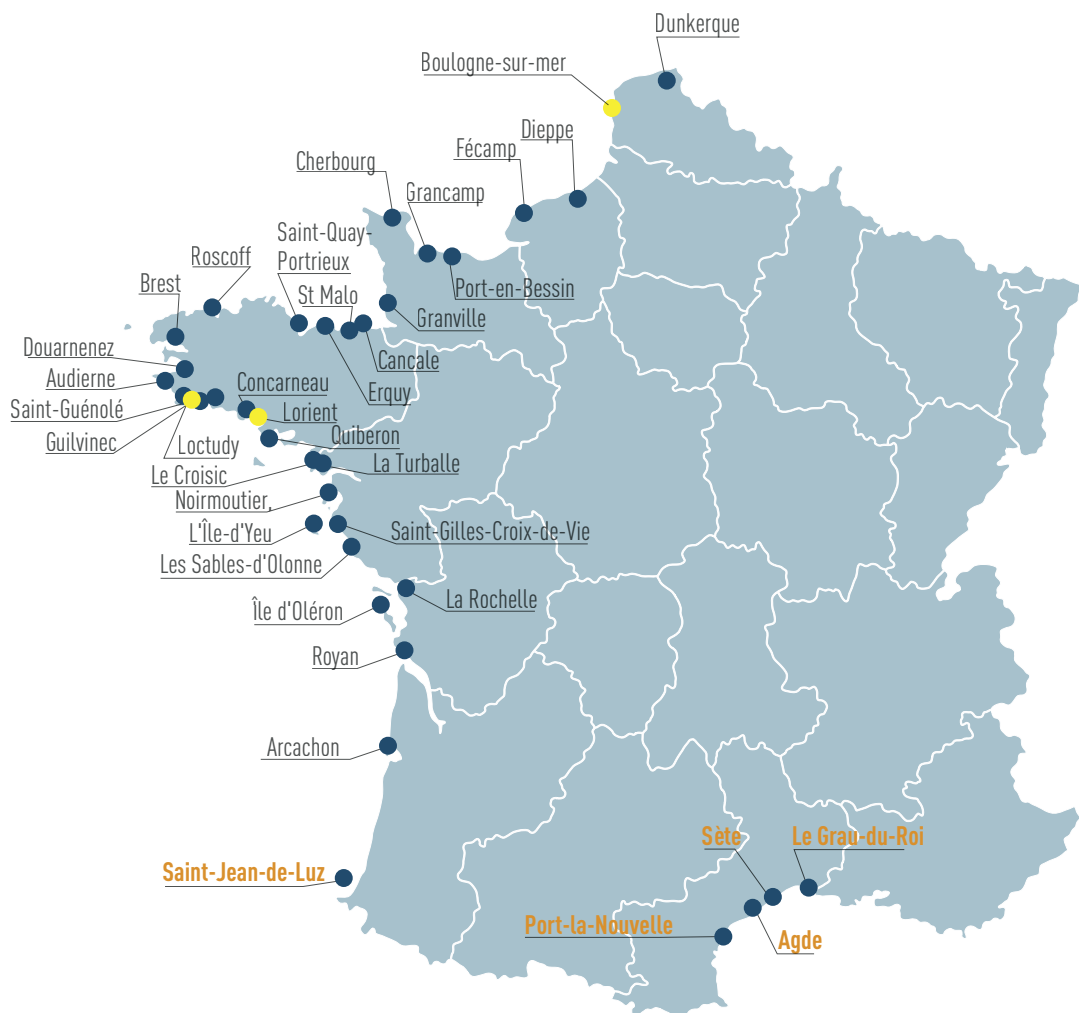 Dunkerque
Boulogne-sur-mer
Dieppe
Fécamp
Cherbourg
Grancamp
Saint-Quay-
Portrieux
Roscoff
Brest
St Malo
Port-en-Bessin
Granville
Cancale
Erquy
Douarnenez
Audierne
Saint-Guénolé
Guilvinec
Loctudy
Concarneau
Lorient
Quiberon
La Turballe
Le Croisic
Noirmoutier,
L'Île-d'Yeu
Saint-Gilles-Croix-de-Vie
Les Sables-d'Olonne
La Rochelle
Île d'Oléron
Royan
Arcachon
Saint-Jean-de-Luz
Sète
Le Grau-du-Roi
Port-la-Nouvelle
Agde